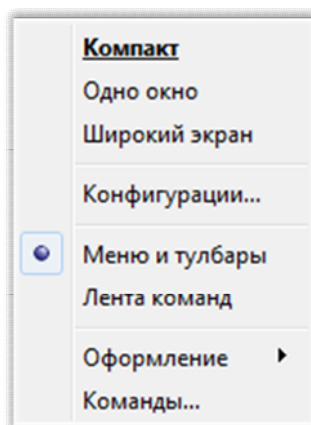 Компакт
Одно окно
Широкий экран
Конфигурации...
Меню и тулбары
Лента команд
Оформление
Команды...